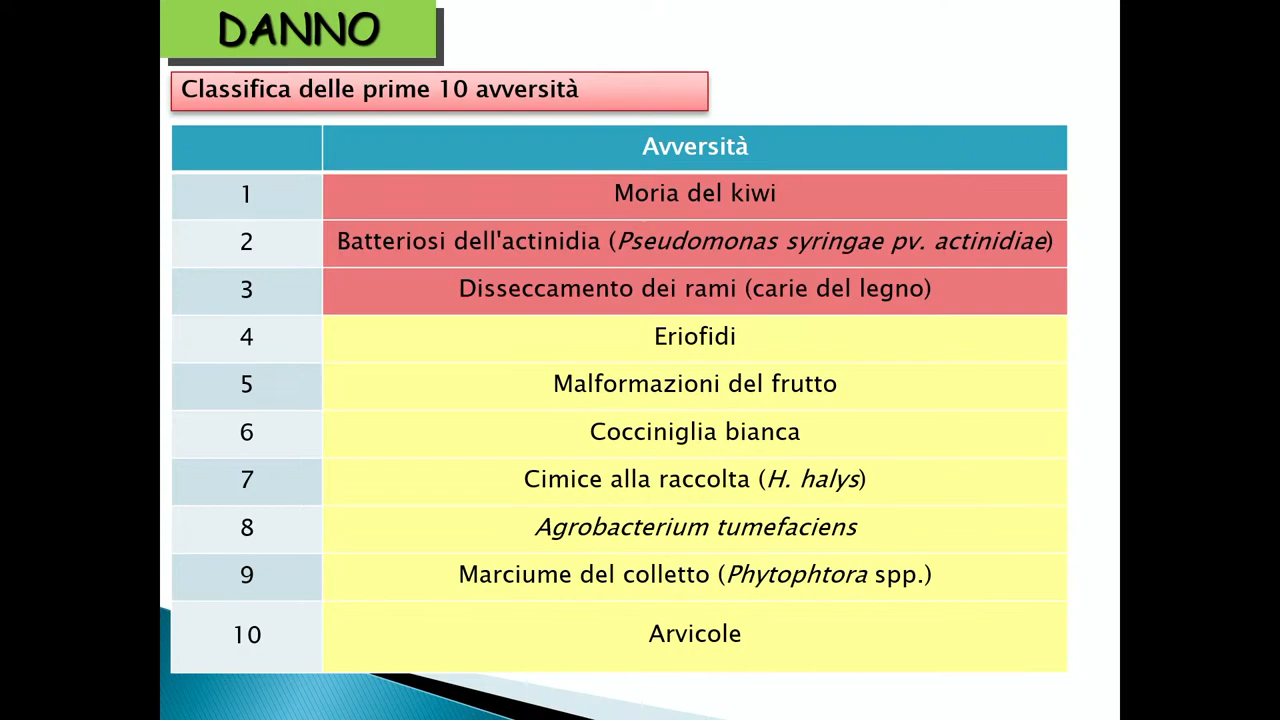 DANNO
Classifica delle prime 10 avversità
Avversità
1 Moria del kiwi
2 Batteriosi dell'actinidia (Pseudomonas syringae pv. actinidiae)
3 Disseccamento dei rami (carie del legno)
4 Eriofidi
5 Malformazioni del frutto
6 Cocciniglia bianca
7 Cimice alla raccolta (H. halys)
8 Agrobacterium tumefaciens
9 Marciume del colletto (Phytophtora spp.)
10 Arvicole